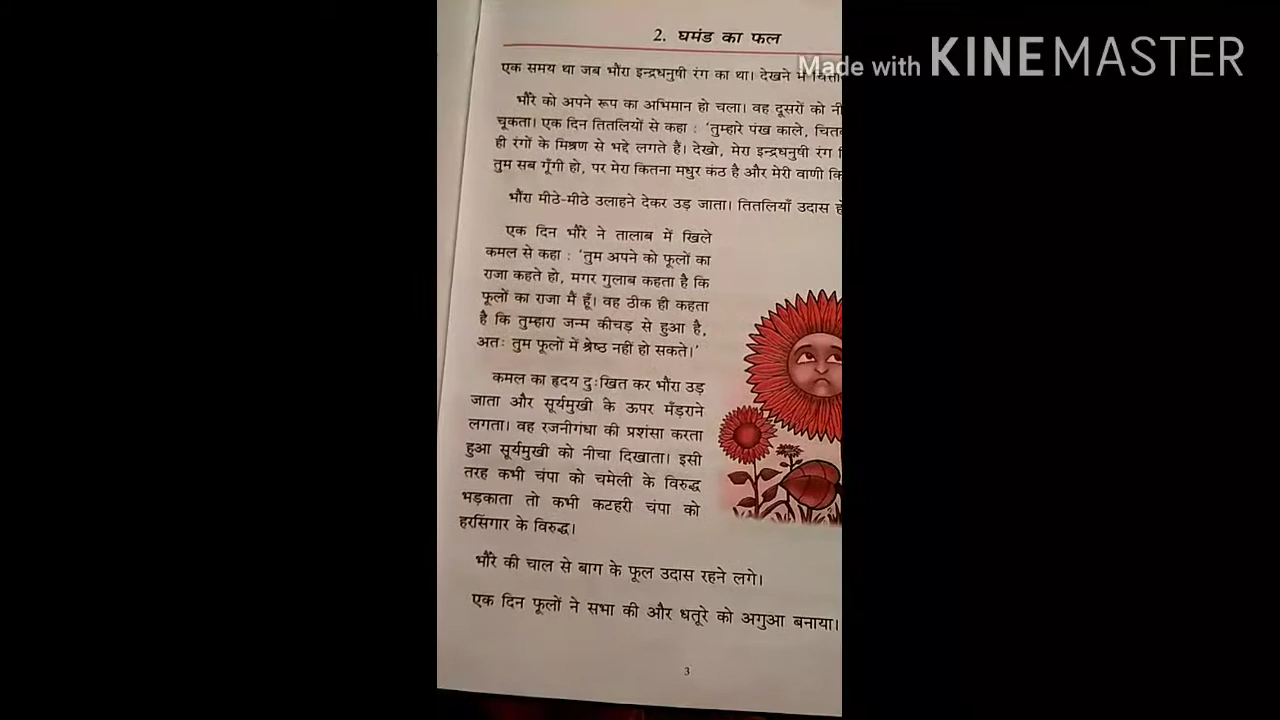 2. घमंड का फल
Made with KINEMASTER
एक समय था जब भौंरा इन्द्रधनुषी रंग का था। देखने में
भौंरे को अपने रूप का अभिमान हो चला। वह दूसरों को
चूकता। एक दिन तितलियों से कहा : ‘तुम्हारे पंख काले,
ही रंगों के मिश्रण से भद्दे लगते हैं। देखो, मेरा इन्द्रधनुषी रंग
तुम सब गूँगी हो, पर मेरा कितना मधुर कंठ है और मेरी वाणी
भौंरा मीठे-मीठे उलाहने देकर उड़ जाता। तितलियाँ उदास
एक दिन भौंरे ने तालाब में खिले
कमल से कहा : ‘तुम अपने को फूलों का
राजा कहते हो, मगर गुलाब कहता है कि
फूलों का राजा मैं हूँ। वह ठीक ही कहता
है कि तुम्हारा जन्म कीचड़ से हुआ है,
अतः तुम फूलों में श्रेष्ठ नहीं हो सकते।’
कमल का हृदय दुःखित कर भौंरा उड़
जाता और सूर्यमुखी के ऊपर मँड़राने
लगता। वह रजनीगंधा की प्रशंसा करता
हुआ सूर्यमुखी को नीचा दिखाता। इसी
तरह कभी चंपा को चमेली के विरुद्ध
भड़काता तो कभी कटहरी चंपा को
हरसिंगार के विरुद्ध।
भौंरे की चाल से बाग के फूल उदास रहने लगे।
एक दिन फूलों ने सभा की और धतूरे को अगुआ बनाया।
3